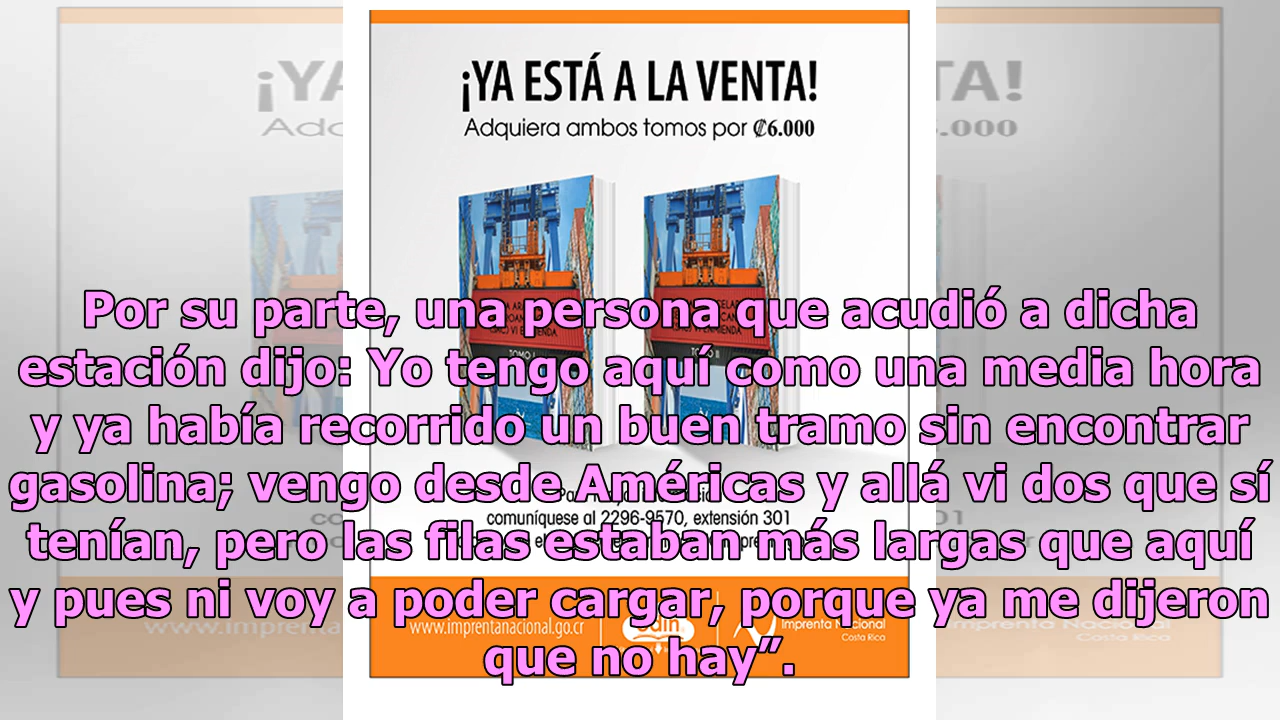 ¡YA ESTÁ A LA VENTA!
Adquiera ambos tomos por ₡6.000
Por su parte, una persona que acudió a dicha
estación dijo: Yo tengo aquí como una media hora
y ya había recorrido un buen tramo sin encontrar
gasolina; vengo desde Américas y allá vi dos que sí
comuníquese al 2296-9570, extensión 301
tenían, pero las filas estaban más largas que aquí
y pues ni voy a poder cargar, porque ya me dijeron
www.imprentanacional.go.cr
Imprenta Nacional
Costa Rica
que no hay”.
TOMO I
TOMO II